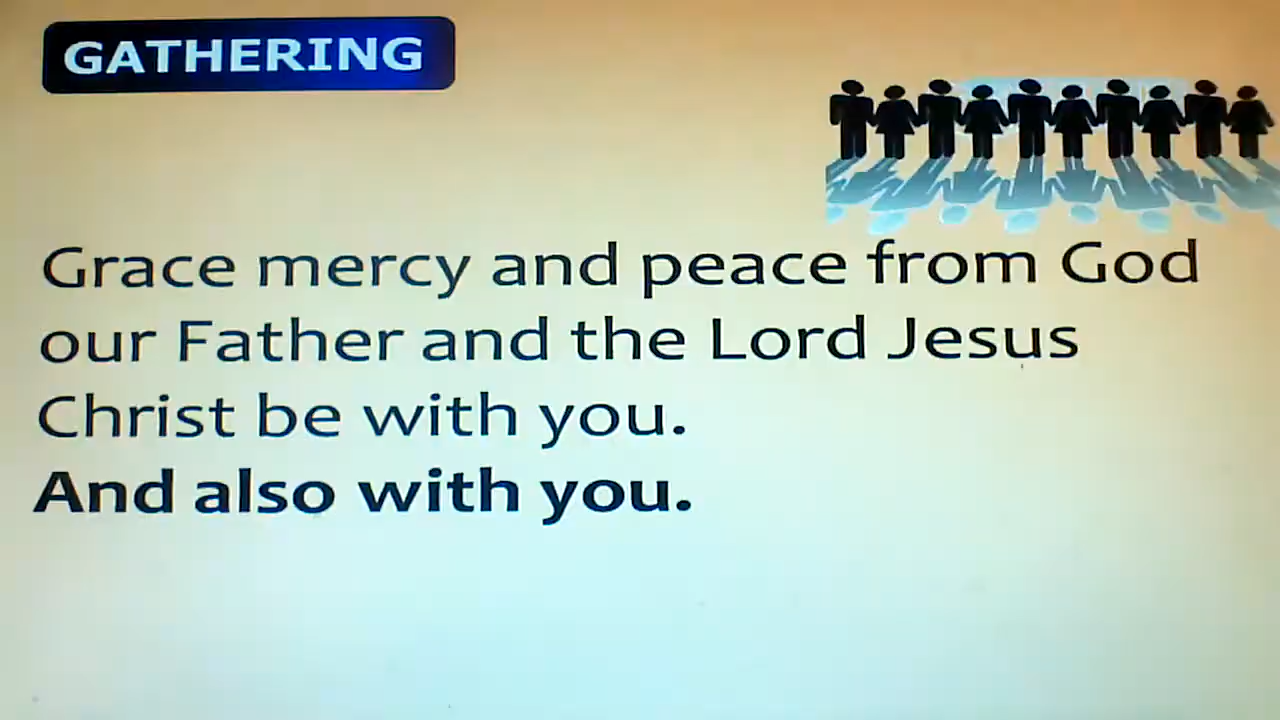 GATHERING
Grace mercy and peace from God
our Father and the Lord Jesus
Christ be with you.
And also with you.